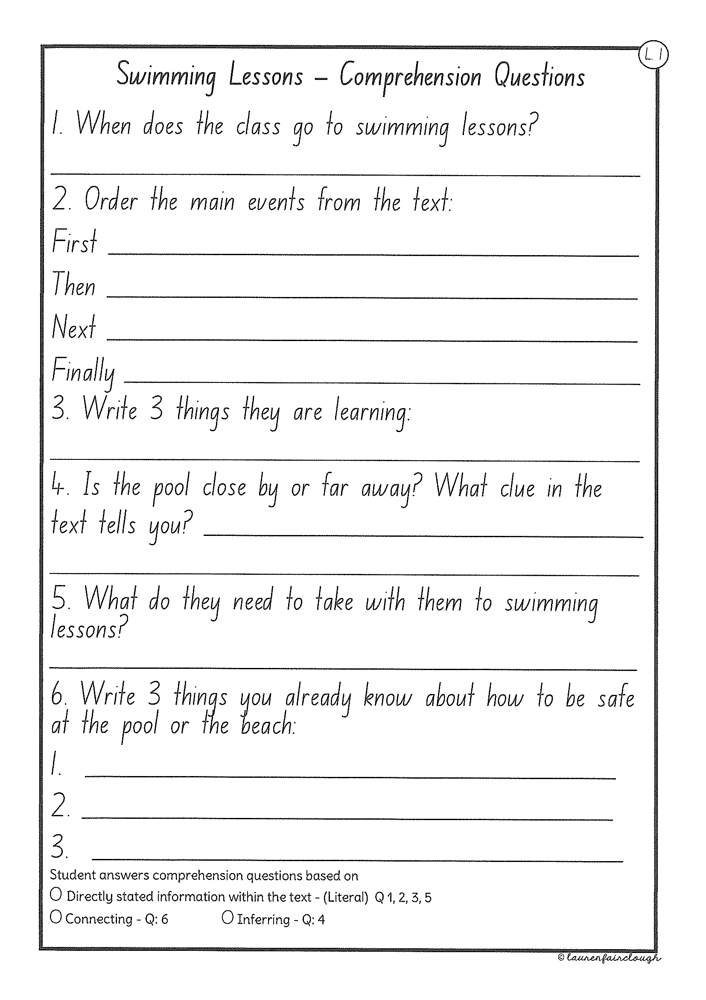 L. 1
Swimming Lessons – Comprehension Questions
1. When does the class go to swimming lessons?
2. Order the main events from the text:
First
Then
Next
Finally
3. Write 3 things they are learning:
4. Is the pool close by or far away? What clue in the
text tells you?
5. What do they need to take with them to swimming
lessons?
6. Write 3 things you already know about how to be safe
at the pool or the beach:
1.
2.
3.
Student answers comprehension questions based on
Directly stated information within the text - (Literal) Q 1, 2, 3, 5
Connecting - Q: 6 Inferring - Q: 4
© laurenfairclough